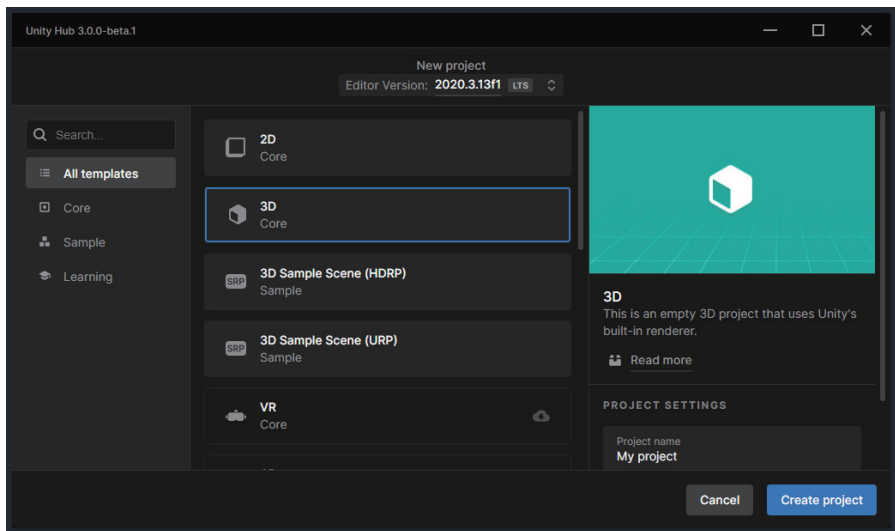 Unity Hub 3.0.0-beta.1
New project
Editor Version: 2020.3.13f1 LTS
Search...
All templates
Core
Sample
Learning
2D
Core
3D
Core
SRP
3D Sample Scene (HDRP)
Sample
SRP
3D Sample Scene (URP)
Sample
VR
Core
3D
This is an empty 3D project that uses Unity's
built-in renderer.
Read more
PROJECT SETTINGS
Project name
My project
Cancel
Create project